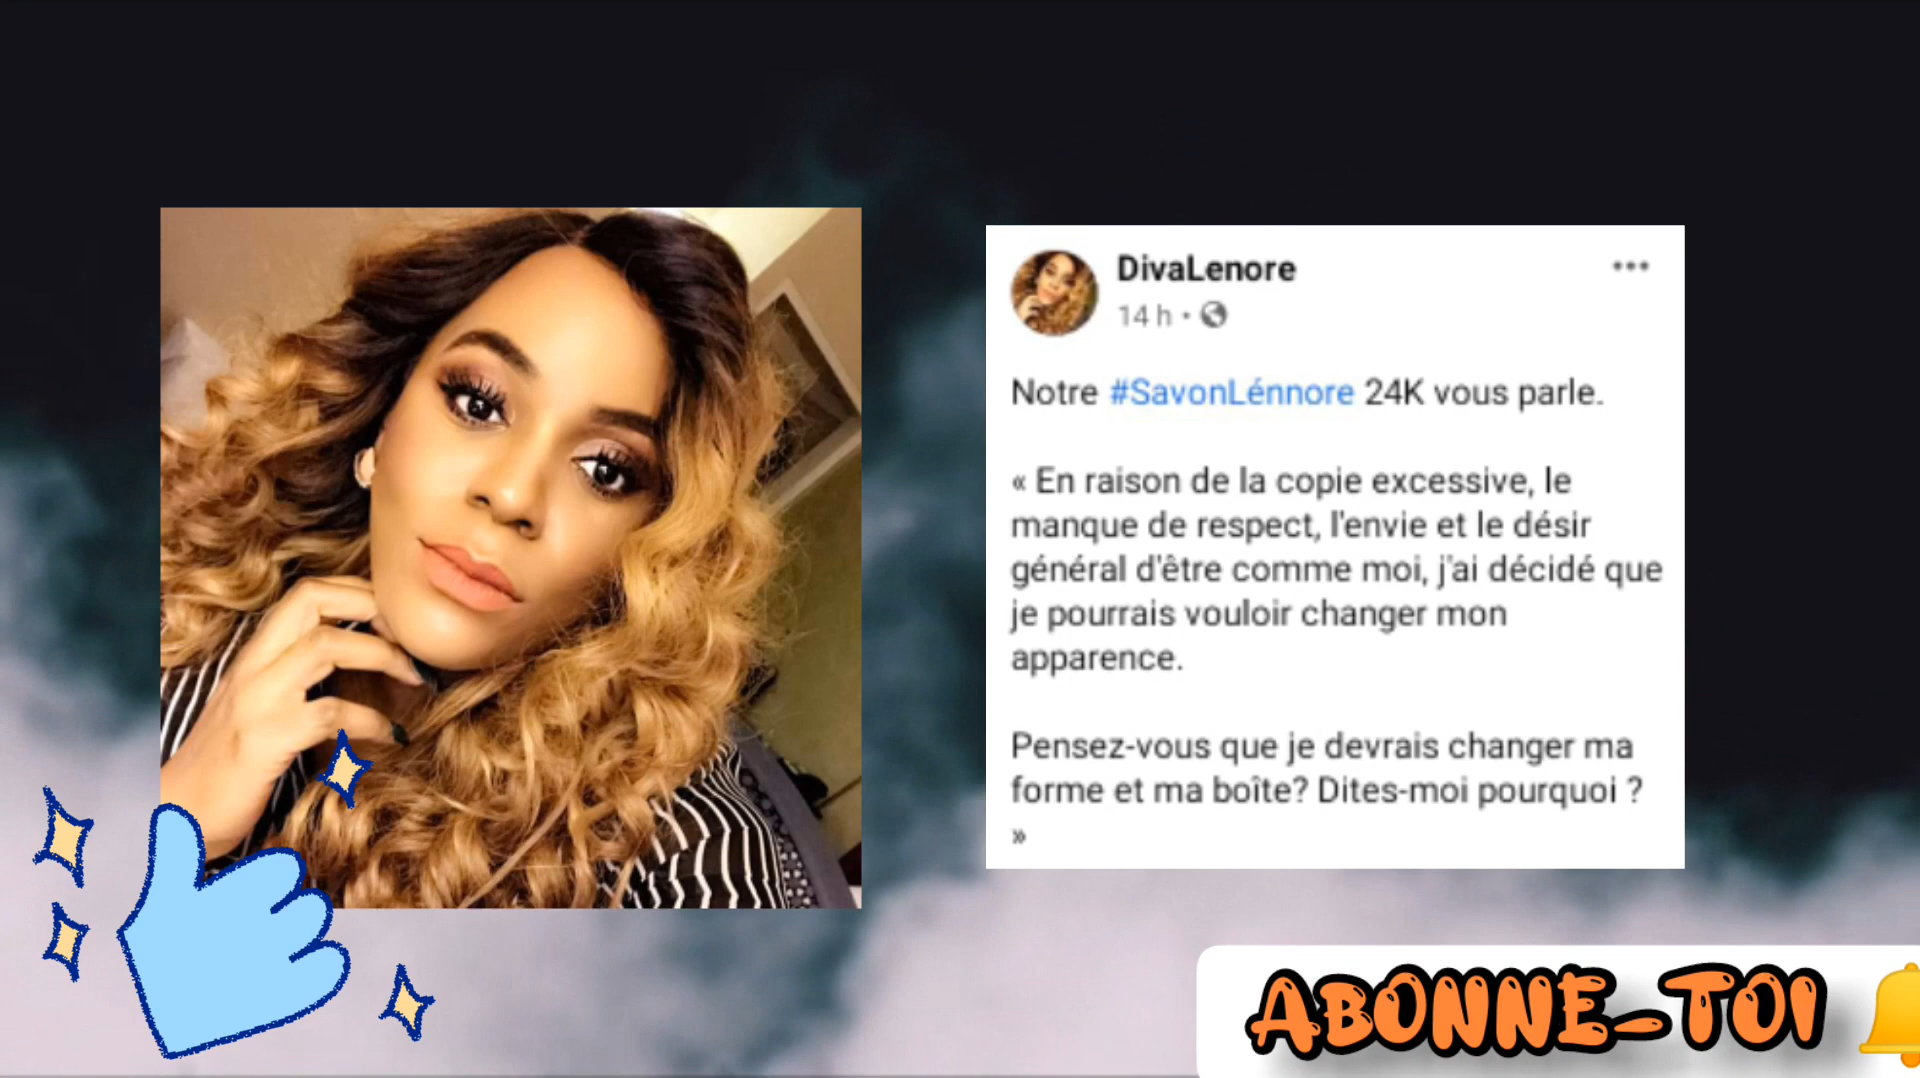 DivaLenore
14 h
Notre #SavonLénnore 24K vous parle.
« En raison de la copie excessive, le
manque de respect, l'envie et le désir
général d'être comme moi, j'ai décidé que
je pourrais vouloir changer mon
apparence.
Pensez-vous que je devrais changer ma
forme et ma boîte? Dites-moi pourquoi ?
»
ABONNE-TOI